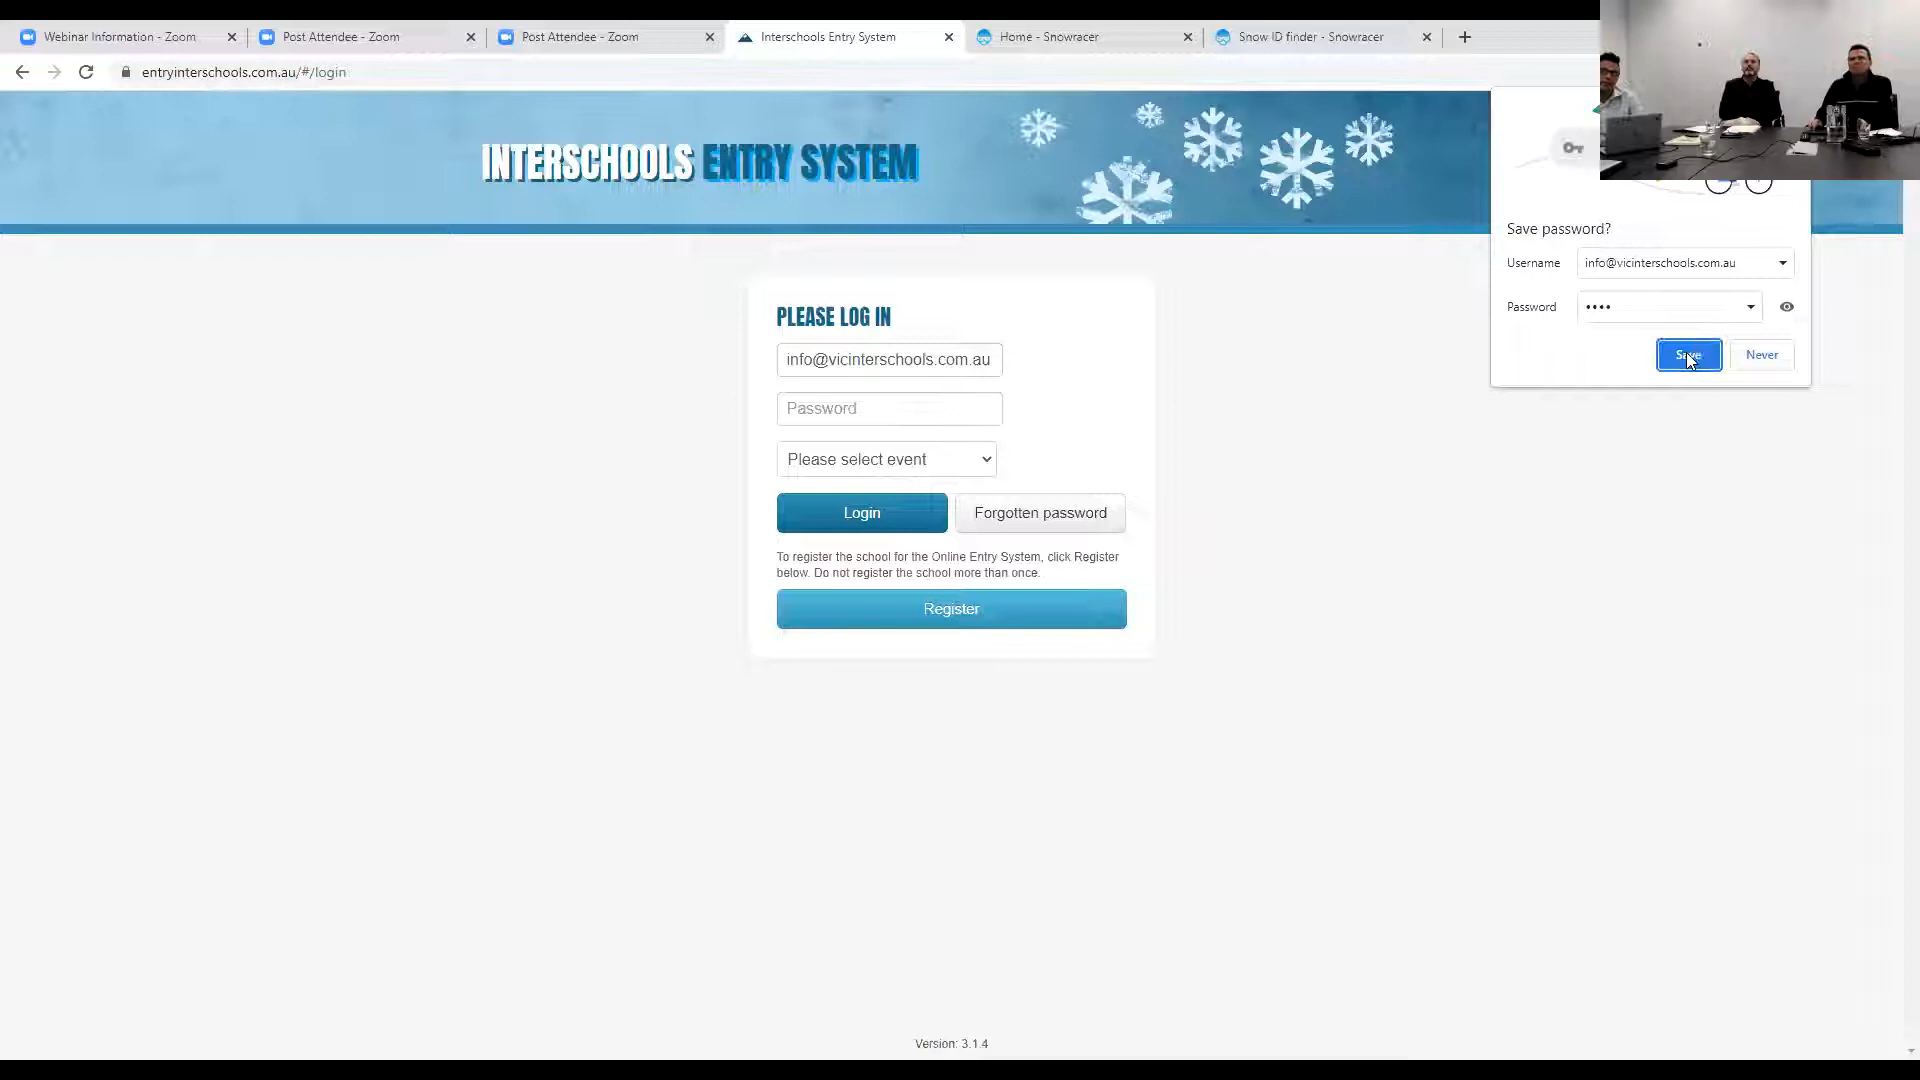 Webinar Information - Zoom
Post Attendee - Zoom
Post Attendee - Zoom
Interschools Entry System
Home - Snowracer
Snow ID finder - Snowracer
entryinterschools.com.au/#/login
INTERSCHOOLS ENTRY SYSTEM
Save password?
Username info@vicinterschools.com.au
Password ••••
Save Never
PLEASE LOG IN
info@vicinterschools.com.au
Password
Please select event
Login Forgotten password
To register the school for the Online Entry System, click Register
below. Do not register the school more than once.
Register
Version: 3.1.4